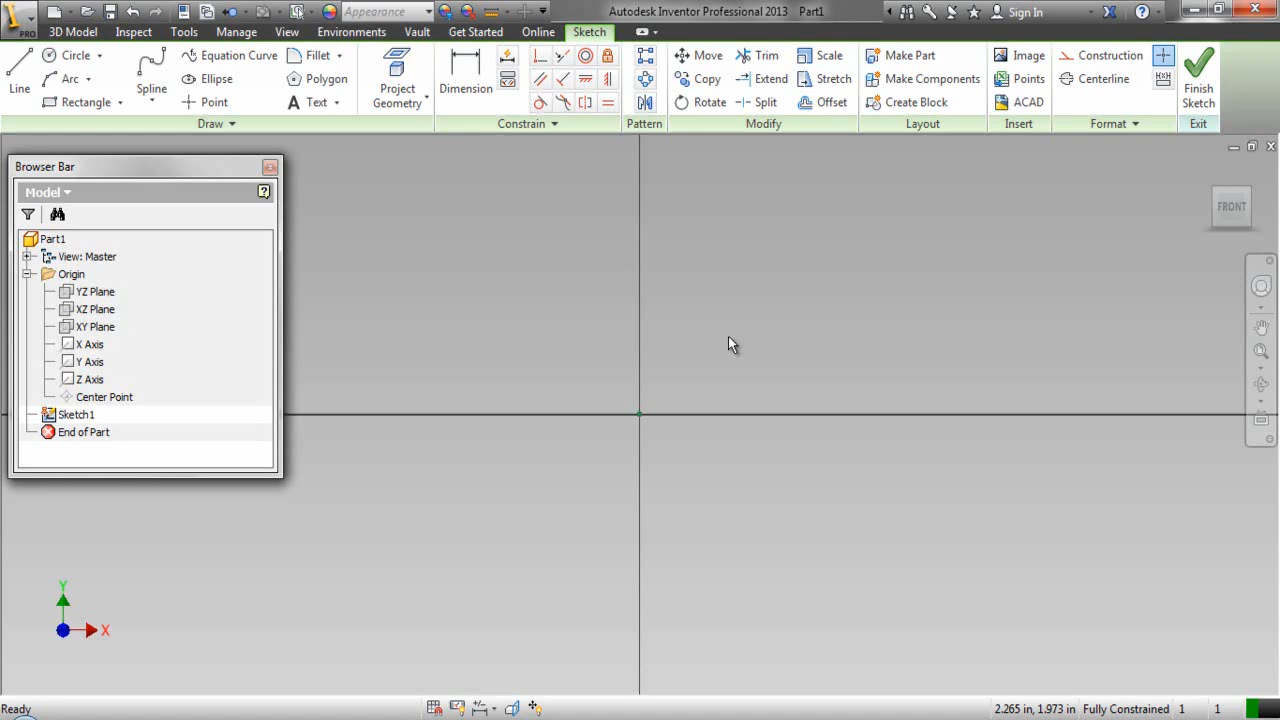 PRO
Appearance
Autodesk Inventor Professional 2013 Part1
Sign In
3D Model Inspect Tools Manage View Environments Vault Get Started Online Sketch
Line
Circle
Arc
Rectangle
Spline
Equation Curve
Ellipse
Point
Fillet
Polygon
Text
Project
Geometry
Dimension
Move
Copy
Rotate
Trim
Extend
Split
Scale
Stretch
Offset
Make Part
Make Components
Create Block
Image
Points
ACAD
Construction
Centerline
Finish
Sketch
Draw Constrain Pattern Modify Layout Insert Format Exit
Browser Bar
Model
Part1
View: Master
Origin
YZ Plane
XZ Plane
XY Plane
X Axis
Y Axis
Z Axis
Center Point
Sketch1
End of Part
FRONT
Y
X
Ready
2.265 in, 1.973 in Fully Constrained 1 1